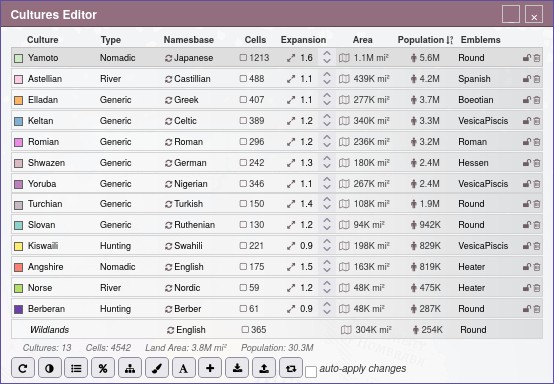 Cultures Editor
Culture Type Namesbase Cells Expansion Area Population Emblems
Yamoto Nomadic Japanese 1213 1.6 1.1M mi² 5.6M Round
Astellian River Castillian 488 1.1 439K mi² 4.2M Spanish
Elladan Generic Greek 407 1.1 277K mi² 3.7M Boeotian
Keltan Generic Celtic 389 1.2 340K mi² 3.3M VesicaPiscis
Romian Generic Roman 296 1.2 236K mi² 3.2M Roman
Shwazen Generic German 242 1.3 180K mi² 2.4M Hessen
Yoruba Generic Nigerian 346 1.1 267K mi² 2.4M VesicaPiscis
Turchian Generic Turkish 150 1.4 108K mi² 1.9M Round
Slovan Generic Ruthenian 130 1.2 94K mi² 942K Round
Kiswaili Hunting Swahili 221 0.9 198K mi² 829K VesicaPiscis
Angshire Nomadic English 175 1.5 163K mi² 819K Heater
Norse River Nordic 59 1.2 48K mi² 475K Heater
Berberan Hunting Berber 61 0.9 48K mi² 287K Round
Wildlands English 365 304K mi² 254K Round
Cultures: 13 Cells: 4542 Land Area: 3.8M mi² Population: 30.3M
% A auto-apply changes